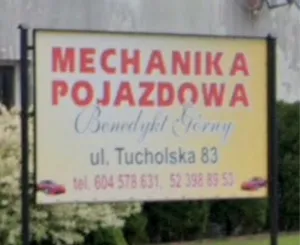 MECHANIKA
POJAZDOWA
Benedykt Górny
ul. Tucholska 83
tel. 604 578 631, 52 398 89 53